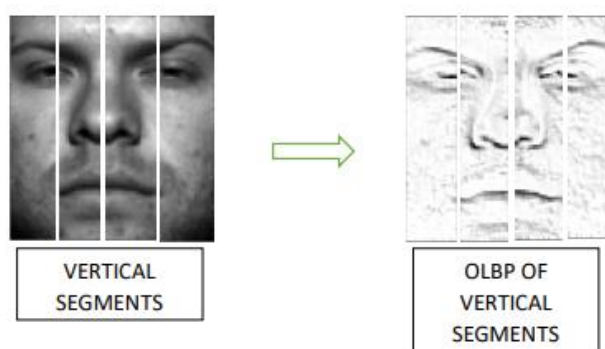 VERTICAL
SEGMENTS
OLBP OF
VERTICAL
SEGMENTS